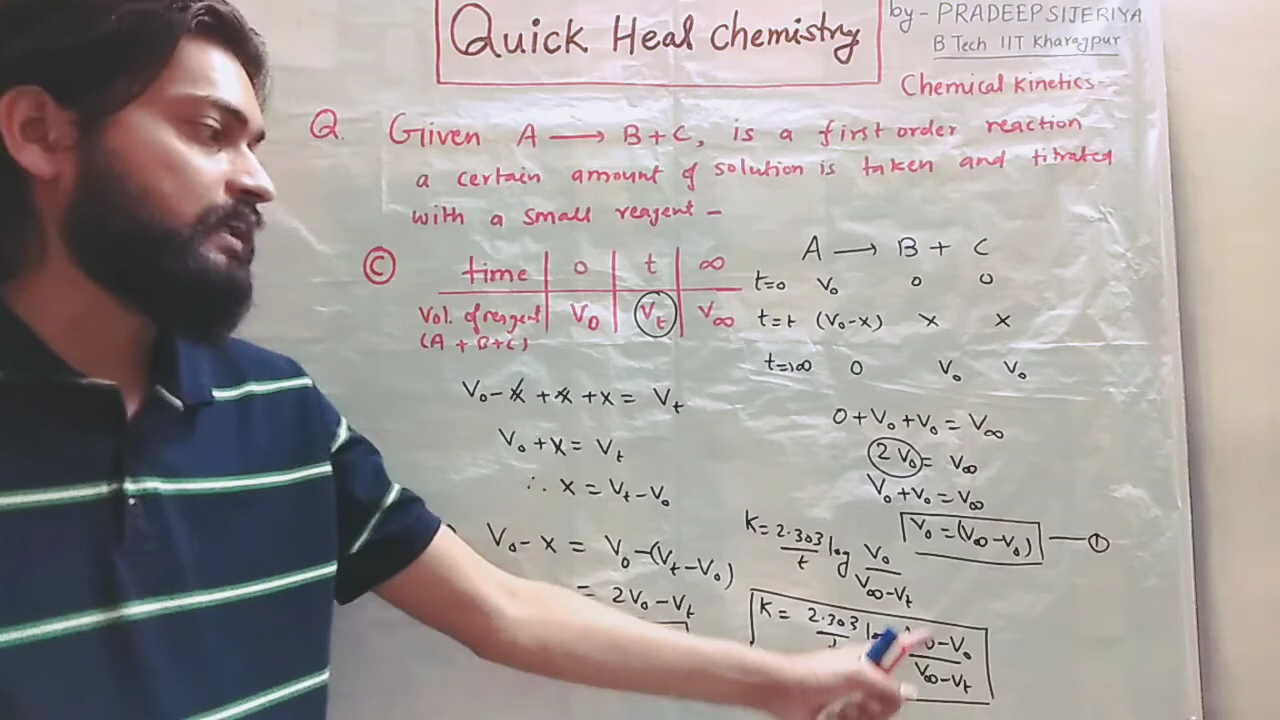 Quick Heal Chemistry
by- PRADEEP SIJERIYA
B Tech IIT Kharagpur
Chemical Kinetics-
Q. Given A → B+C, is a first order reaction
a certain amount of solution is taken and titrated
with a small reagent -
C
time 0 t ∞
Vol. of reagent V₀ Vₜ V∞
(A + B+C)
V₀-x+x+x = Vₜ
V₀+x = Vₜ
∴ x = Vₜ-V₀
V₀-x = V₀-(Vₜ-V₀)
= 2V₀-Vₜ
A → B + C
t=0 V₀ 0 0
t=t (V₀-x) x x
t=∞ 0 V₀ V₀
0+V₀+V₀ = V∞
2V₀ = V∞
V₀+V₀ = V∞
V₀ = (V∞-V₀) — 1
K = 2.303/t log V₀/V∞-Vₜ
K = 2.303 -V₀/V∞-Vₜ